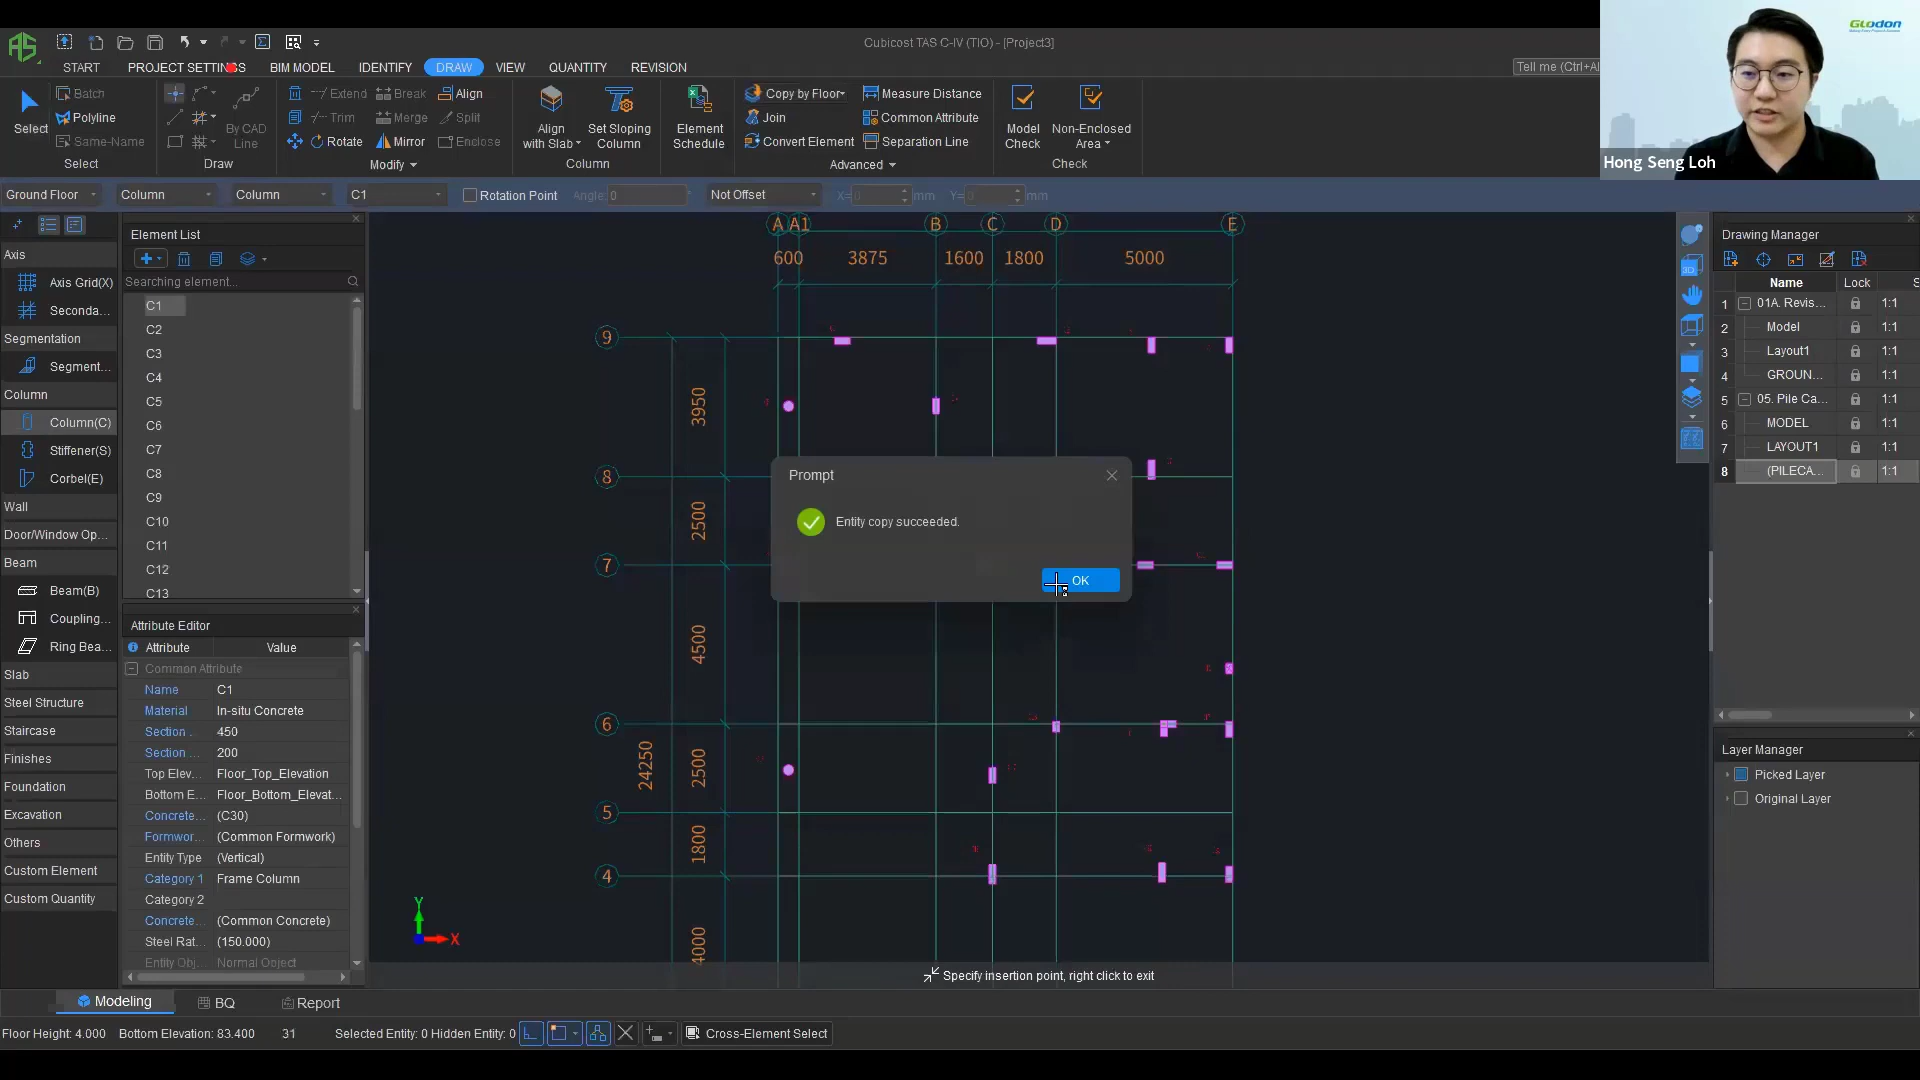 Cubicost TAS C-IV (TIO) - [Project3]
Glodon
START PROJECT SETTINGS BIM MODEL IDENTIFY DRAW VIEW QUANTITY REVISION
Tell me (Ctrl+Al
Select
Batch
Polyline
Same-Name
Select
By CAD
Line
Draw
Extend Break Align
Trim Merge Split
Rotate Mirror Enclose
Modify
Align
with Slab
Set Sloping
Column
Column
Element
Schedule
Copy by Floor
Join
Convert Element
Measure Distance
Common Attribute
Separation Line
Advanced
Model
Check
Non-Enclosed
Area
Check
Hong Seng Loh
Ground Floor Column Column C1 Rotation Point Angle: 0 Not Offset X= 0 mm Y= 0 mm
Axis
Axis Grid(X)
Seconda...
Segmentation
Segment...
Column
Column(C)
Stiffener(S)
Corbel(E)
Wall
Door/Window Op...
Beam
Beam(B)
Coupling...
Ring Bea...
Slab
Steel Structure
Staircase
Finishes
Foundation
Excavation
Others
Custom Element
Custom Quantity
Element List
Searching element...
C1
C2
C3
C4
C5
C6
C7
C8
C9
C10
C11
C12
C13
Attribute Editor
Attribute Value
Common Attribute
Name C1
Material In-situ Concrete
Section . 450
Section ... 200
Top Elev... Floor_Top_Elevation
Bottom E... Floor_Bottom_Elevat...
Concrete... (C30)
Formwor... (Common Formwork)
Entity Type (Vertical)
Category 1 Frame Column
Category 2
Concrete... (Common Concrete)
Steel Rat... (150.000)
Entity Obj... Normal Object
A A1 B C D E
600 3875 1600 1800 5000
9
3950
8
2500
7
4500
6
24250
2500
5
1800
4
4000
Y
X
Prompt
Entity copy succeeded.
OK
Specify insertion point, right click to exit
3D
Drawing Manager
Name Lock S
1 01A. Revis... 1:1
2 Model 1:1
3 Layout1 1:1
4 GROUN... 1:1
5 05. Pile Ca... 1:1
6 MODEL 1:1
7 LAYOUT1 1:1
8 (PILECA... 1:1
Layer Manager
Picked Layer
Original Layer
Modeling BQ Report
Floor Height: 4.000 Bottom Elevation: 83.400 31 Selected Entity: 0 Hidden Entity: 0 Cross-Element Select